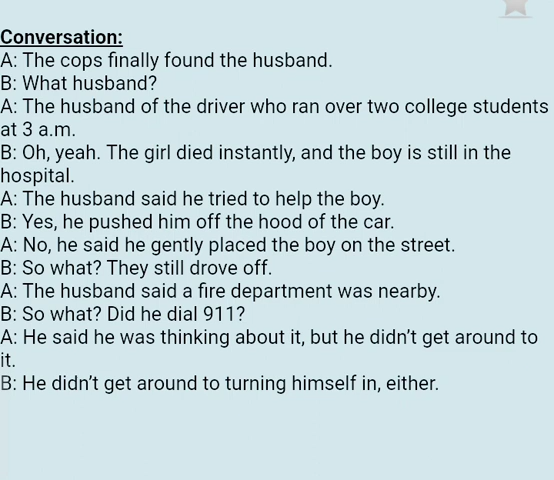 Conversation:
A: The cops finally found the husband.
B: What husband?
A: The husband of the driver who ran over two college students
at 3 a.m.
B: Oh, yeah. The girl died instantly, and the boy is still in the
hospital.
A: The husband said he tried to help the boy.
B: Yes, he pushed him off the hood of the car.
A: No, he said he gently placed the boy on the street.
B: So what? They still drove off.
A: The husband said a fire department was nearby.
B: So what? Did he dial 911?
A: He said he was thinking about it, but he didn’t get around to
it.
B: He didn’t get around to turning himself in, either.